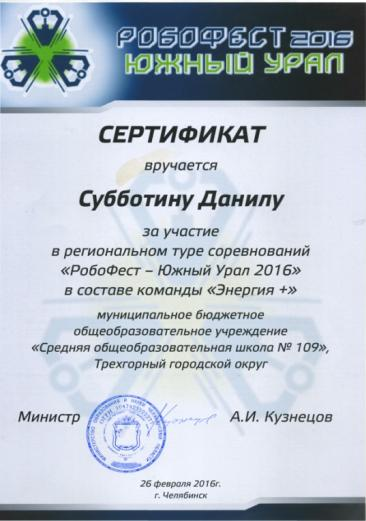 РОБОФЕСТ 2016
ЮЖНЫЙ УРАЛ
СЕРТИФИКАТ
вручается
Субботину Данилу
за участие
в региональном туре соревнований
«РобоФест – Южный Урал 2016»
в составе команды «Энергия +»
муниципальное бюджетное
общеобразовательное учреждение
«Средняя общеобразовательная школа № 109»,
Трехгорный городской округ
Министр А.И. Кузнецов
26 февраля 2016г.
г. Челябинск